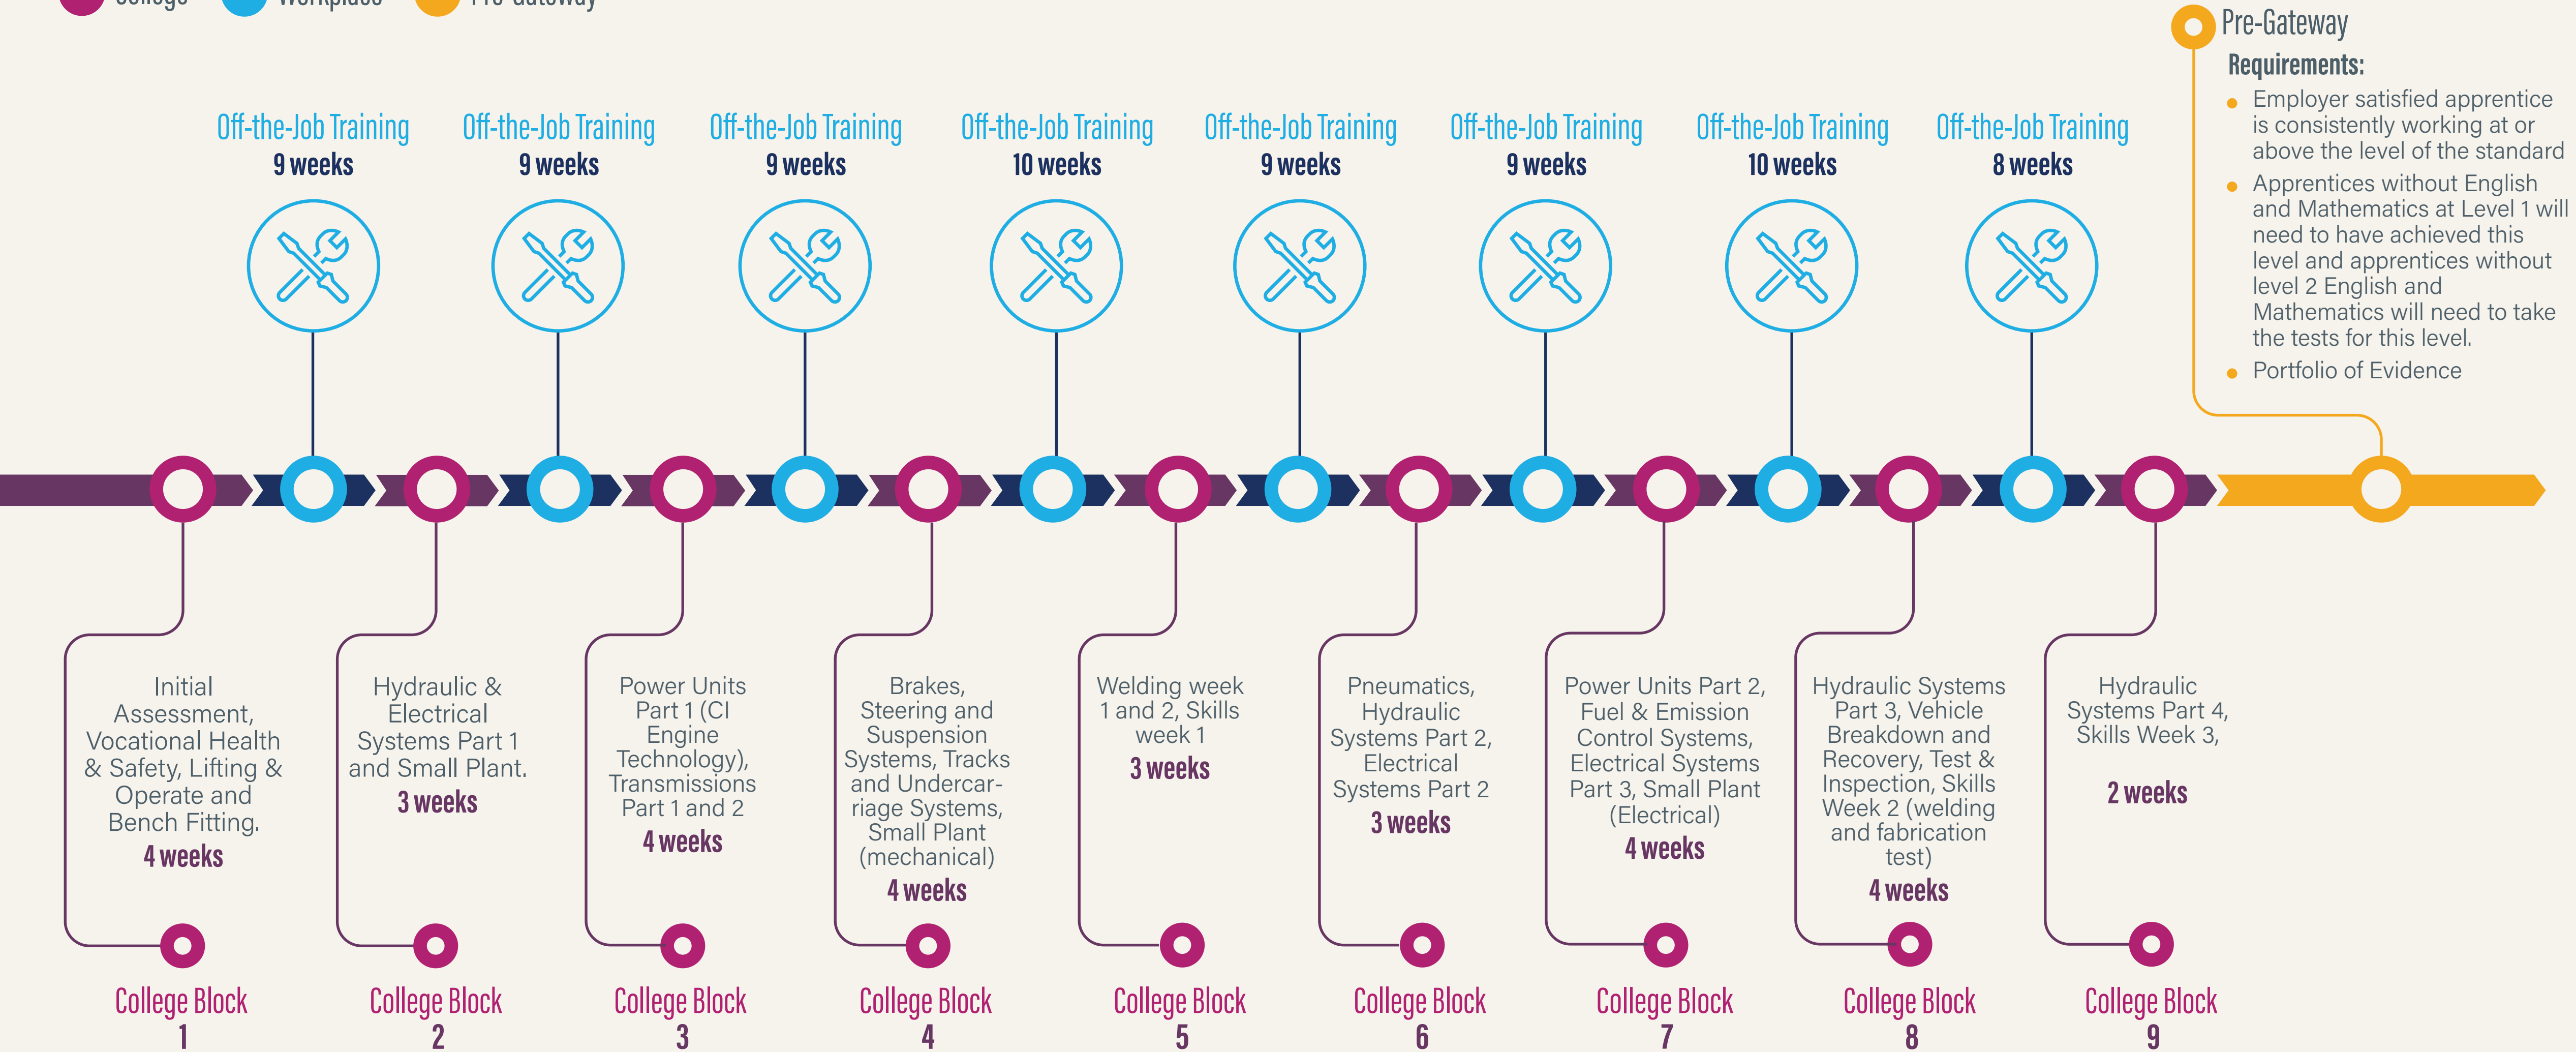 College
Workplace
Pre-Gateway
Pre-Gateway
Requirements:
Employer satisfied apprentice
is consistently working at or
above the level of the standard
Apprentices without English
and Mathematics at Level 1 will
need to have achieved this
level and apprentices without
level 2 English and
Mathematics will need to take
the tests for this level.
Portfolio of Evidence
Off-the-Job Training
9 weeks
Off-the-Job Training
9 weeks
Off-the-Job Training
9 weeks
Off-the-Job Training
10 weeks
Off-the-Job Training
9 weeks
Off-the-Job Training
9 weeks
Off-the-Job Training
10 weeks
Off-the-Job Training
8 weeks
Initial
Assessment,
Vocational Health
& Safety, Lifting &
Operate and
Bench Fitting.
4 weeks
College Block
1
Hydraulic &
Electrical
Systems Part 1
and Small Plant.
3 weeks
College Block
2
Power Units
Part 1 (CI
Engine
Technology),
Transmissions
Part 1 and 2
4 weeks
College Block
3
Brakes,
Steering and
Suspension
Systems, Tracks
and Undercar-
riage Systems,
Small Plant
(mechanical)
4 weeks
College Block
4
Welding week
1 and 2, Skills
week 1
3 weeks
College Block
5
Pneumatics,
Hydraulic
Systems Part 2,
Electrical
Systems Part 2
3 weeks
College Block
6
Power Units Part 2,
Fuel & Emission
Control Systems,
Electrical Systems
Part 3, Small Plant
(Electrical)
4 weeks
College Block
7
Hydraulic Systems
Part 3, Vehicle
Breakdown and
Recovery, Test &
Inspection, Skills
Week 2 (welding
and fabrication
test)
4 weeks
College Block
8
Hydraulic
Systems Part 4,
Skills Week 3,
2 weeks
College Block
9